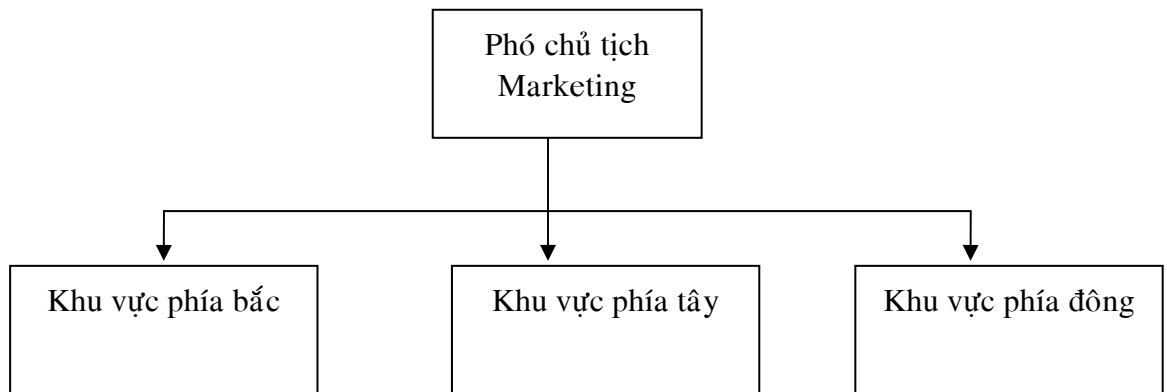 Phó chủ tịch
Marketing
Khu vực phía bắc
Khu vực phía tây
Khu vực phía đông